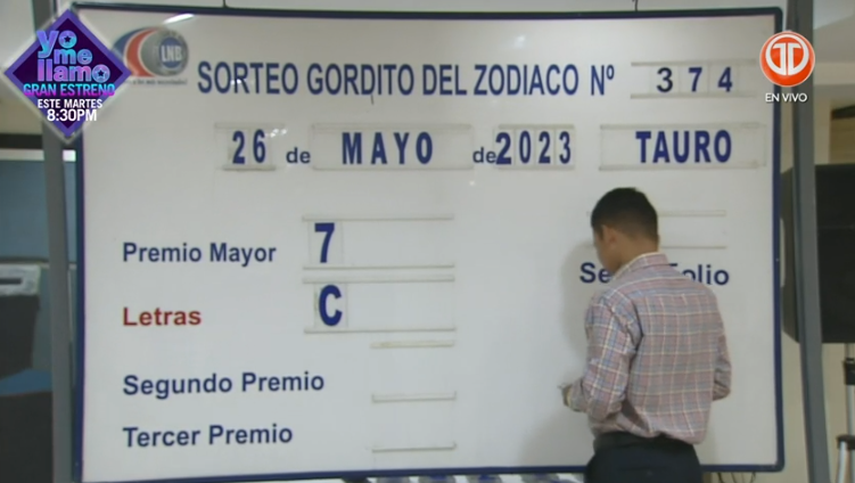 yo
me
llamo
GRAN ESTRENO
ESTE MARTES
8:30PM
LNB
EN VIVO
SORTEO GORDITO DEL ZODIACO Nº 374
26 de MAYO de 2023 TAURO
Premio Mayor 7
Letras C
Segundo Premio
Tercer Premio